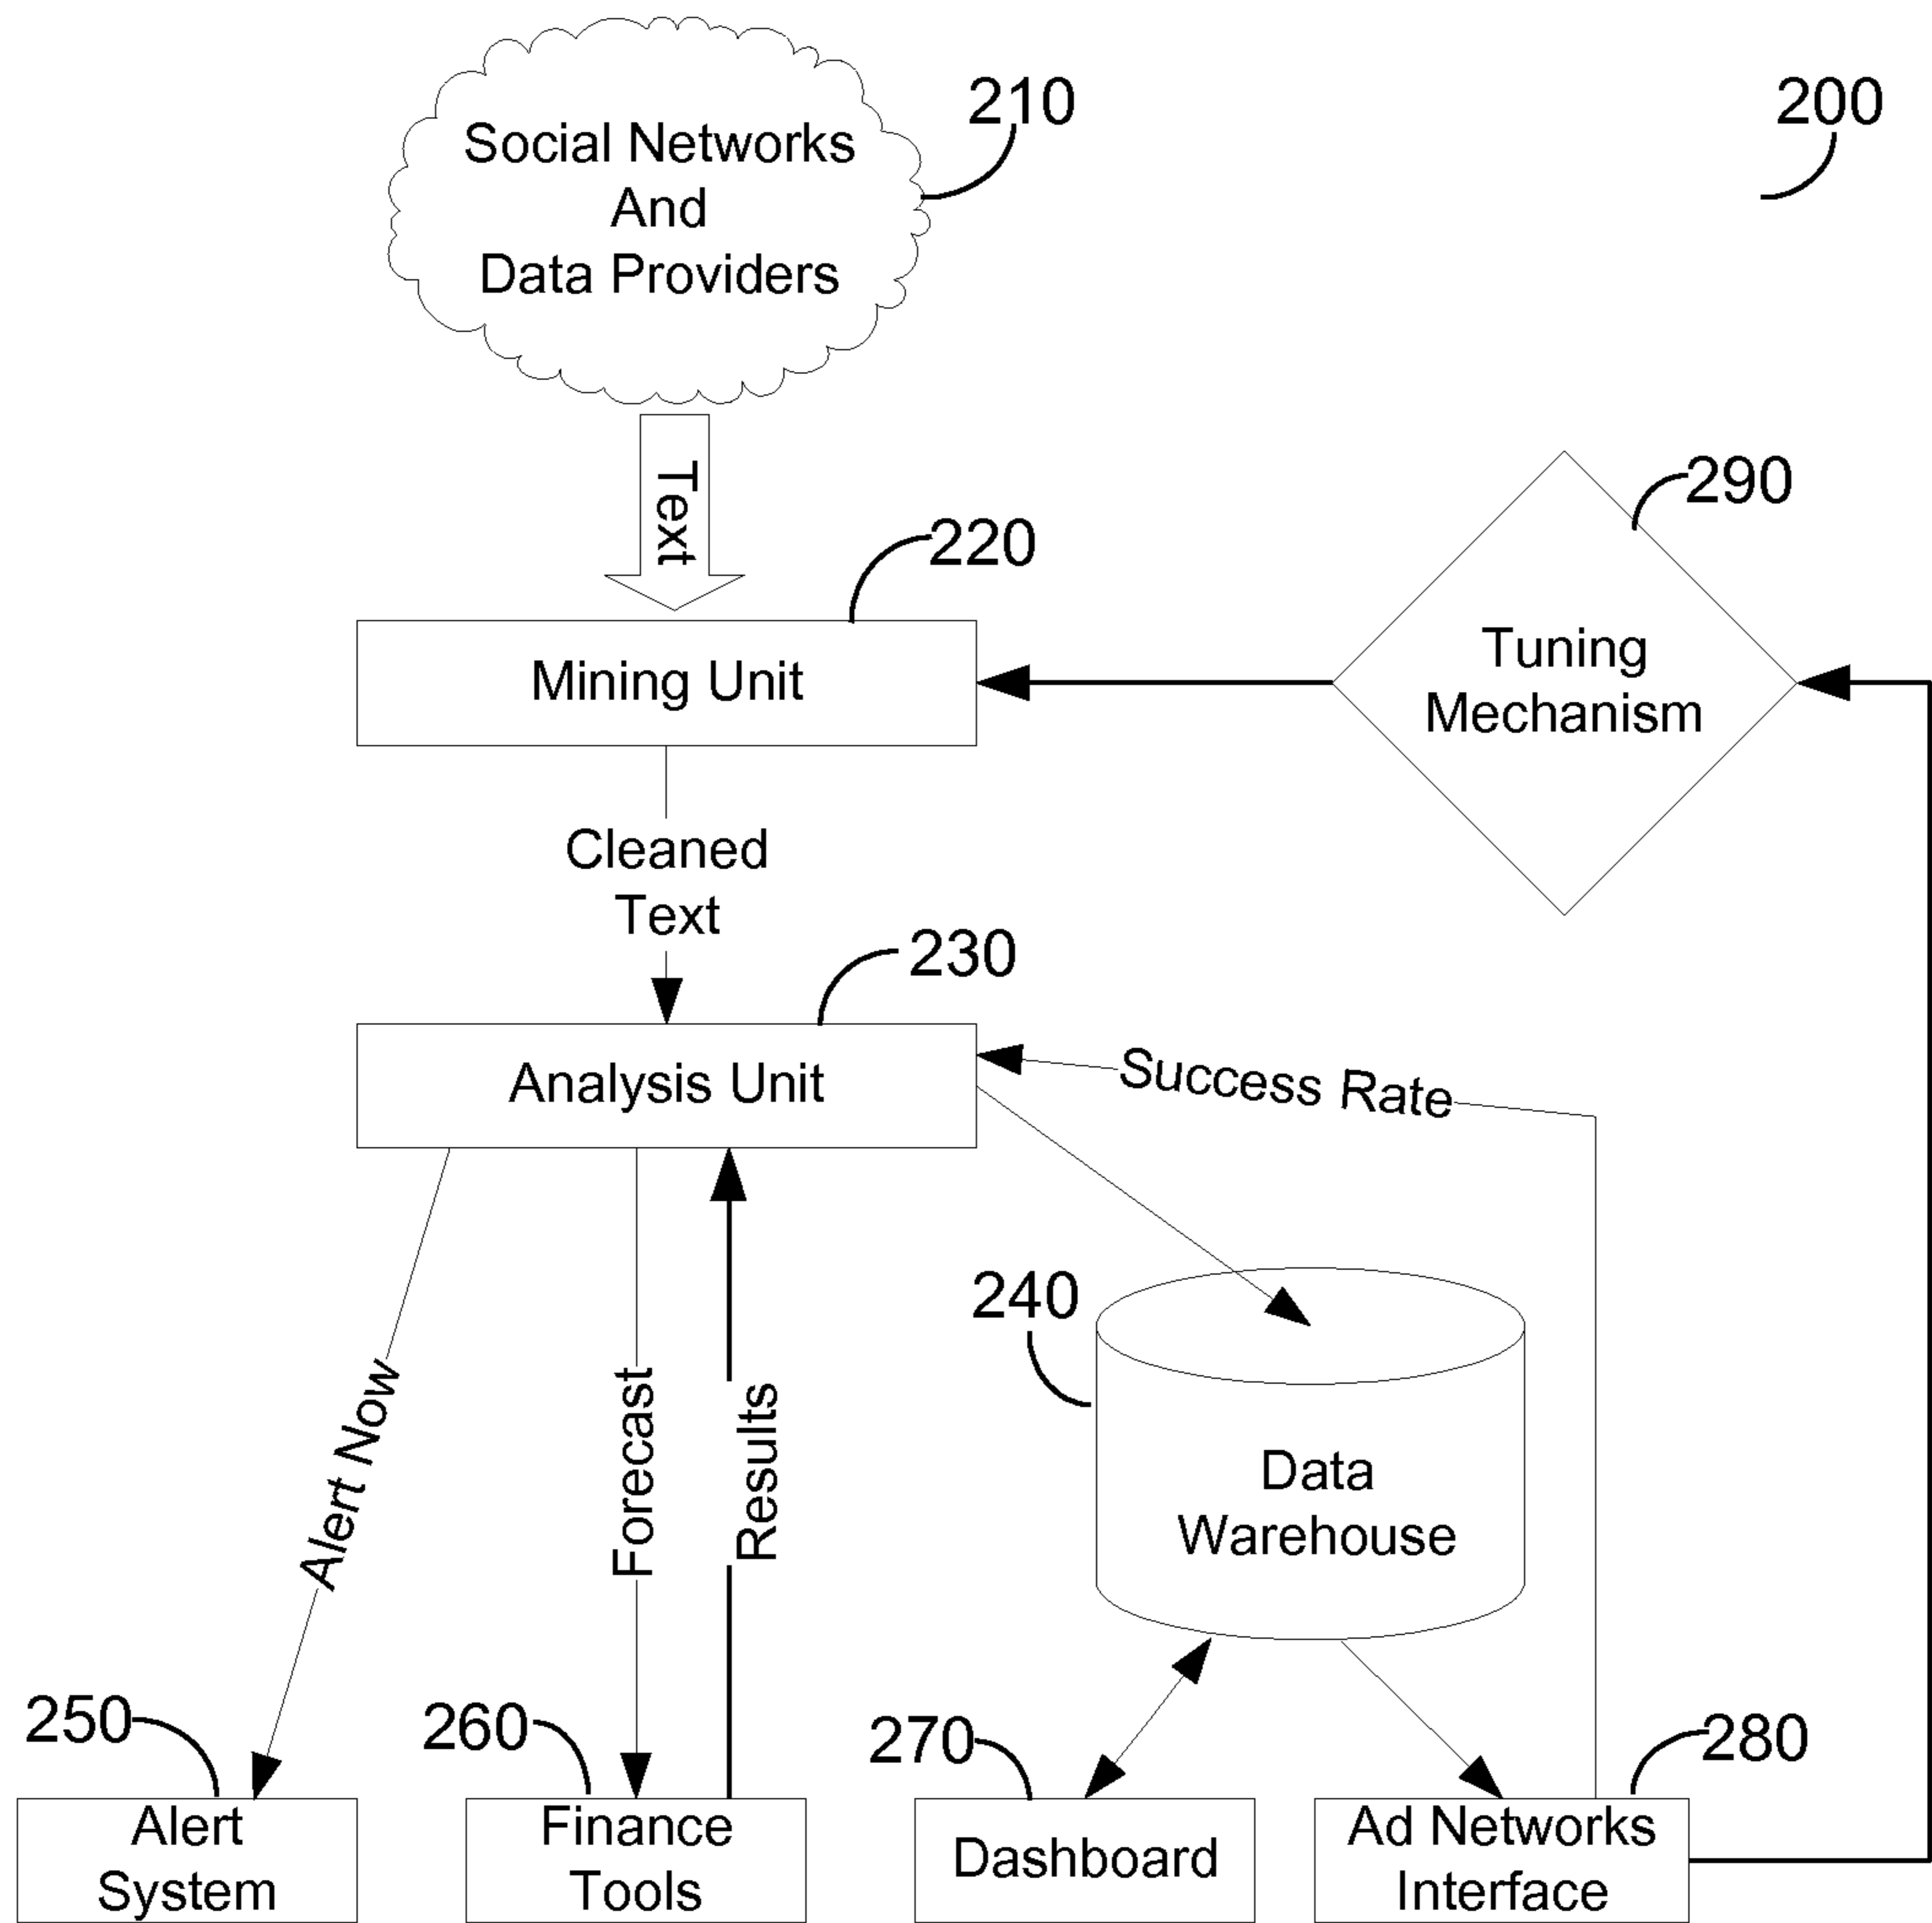 210
200
Social Networks
And
Data Providers
Text
290
220
Tuning
Mechanism
Mining Unit
Cleaned
Text
230
Analysis Unit
Success Rate
240
Alert Now
Forecast
Results
Data
Warehouse
250
260
270
280
Alert
System
Finance
Tools
Dashboard
Ad Networks
Interface